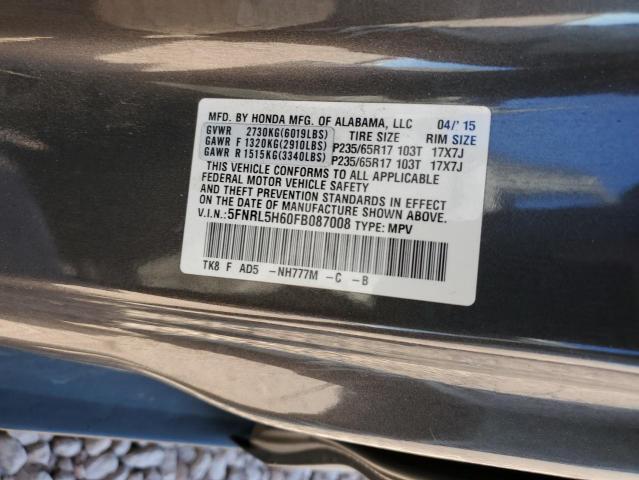 MFD. BY HONDA MFG. OF ALABAMA, LLC 04/'15
GVWR 2730KG(6019LBS) TIRE SIZE RIM SIZE
GAWR F 1320KG(2910LBS) P235/65R17 103T 17X7J
GAWR R 1515KG(3340LBS) P235/65R17 103T 17X7J
THIS VEHICLE CONFORMS TO ALL APPLICABLE
FEDERAL MOTOR VEHICLE SAFETY
AND THEFT PREVENTION STANDARDS IN EFFECT
ON THE DATE OF MANUFACTURE SHOWN ABOVE.
V.I.N.:5FNRL5H60FB087008 TYPE: MPV
TK8 F AD5 -NH777M -C -B